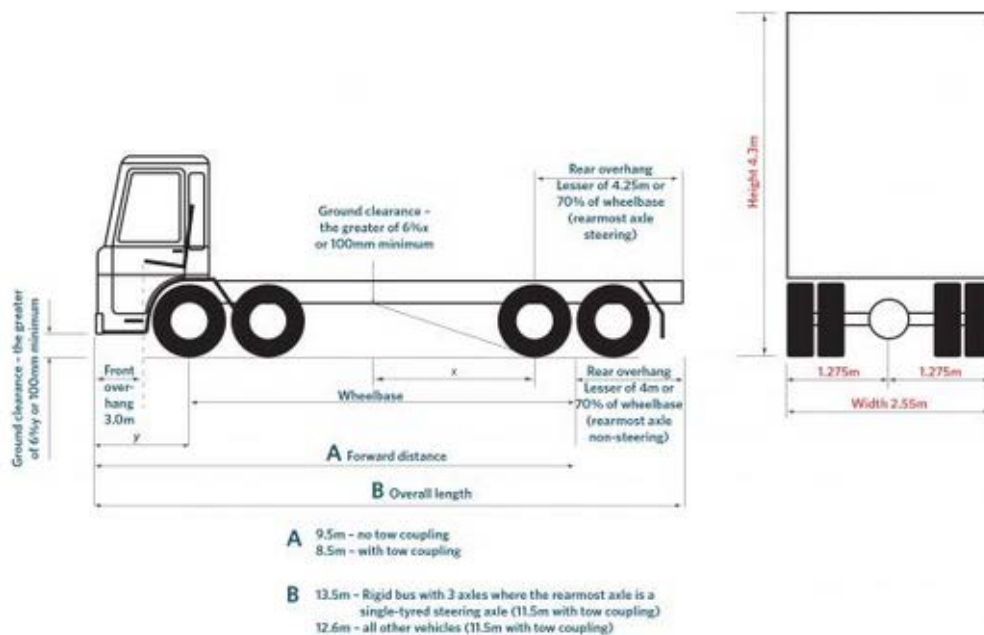 Height 4.3m
Rear overhang
Lesser of 4.25m or
70% of wheelbase
(rearmost axle
steering)
Ground clearance –
the greater of 6%x
or 100mm minimum
Ground clearance – the greater
of 6%y or 100mm minimum
Front
over-
hang
3.0m
y
x
Wheelbase
Rear overhang
Lesser of 4m or
70% of wheelbase
(rearmost axle
non-steering)
1.275m
1.275m
Width 2.55m
A Forward distance
B Overall length
A 9.5m – no tow coupling
8.5m – with tow coupling
B 13.5m – Rigid bus with 3 axles where the rearmost axle is a
single-tyred steering axle (11.5m with tow coupling)
12.6m – all other vehicles (11.5m with tow coupling)